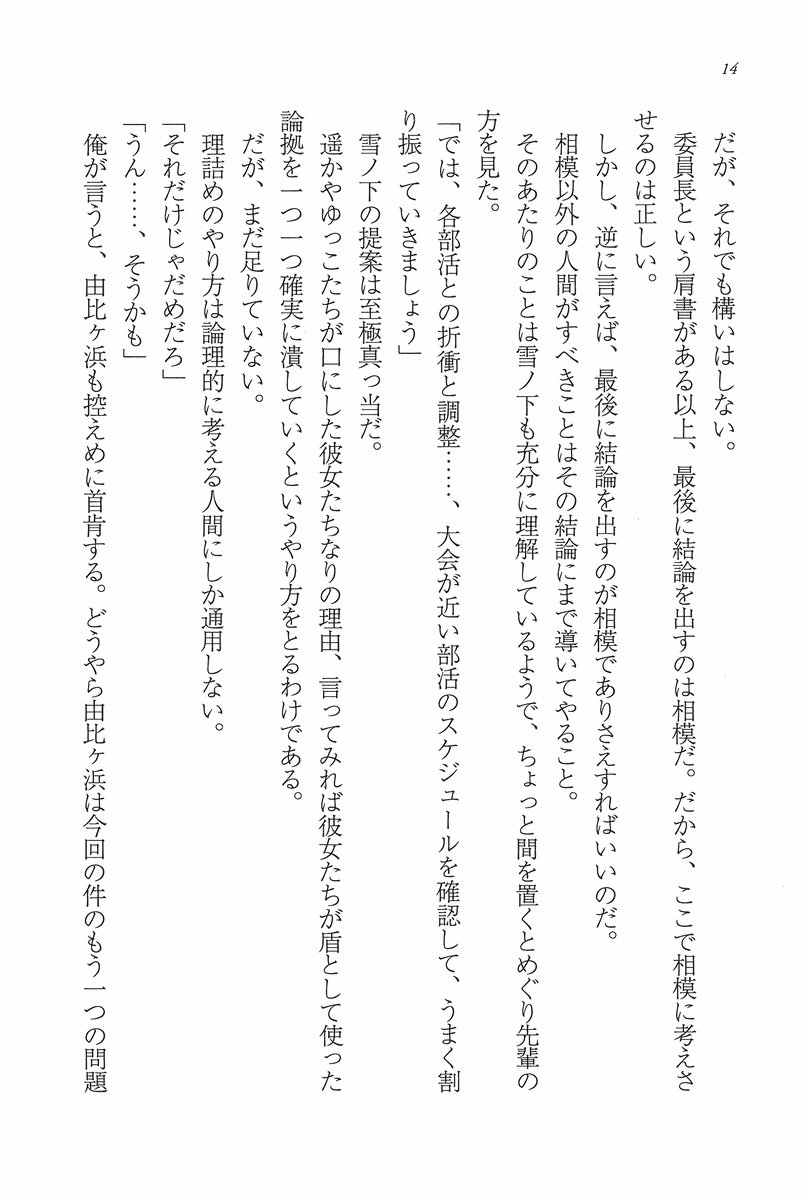 14
だが、それでも構いはしない。
委員長という肩書がある以上、最後に結論を出すのは相模だ。だから、ここで相模に考えさ
せるのは正しい。
しかし、逆に言えば、最後に結論を出すのが相模でありさえすればいいのだ。
相模以外の人間がすべきことはその結論にまで導いてやること。
そのあたりのことは雪ノ下も充分に理解しているようで、ちょっと間を置くとめぐり先輩の
方を見た。
「では、各部活との折衝と調整……、大会が近い部活のスケジュールを確認して、うまく割
り振っていきましょう」
雪ノ下の提案は至極真っ当だ。
遥かやゆっこたちが口にした彼女たちなりの理由、言ってみれば彼女たちが盾として使った
論拠を一つ一つ確実に潰していくというやり方をとるわけである。
だが、まだ足りていない。
理詰めのやり方は論理的に考える人間にしか通用しない。
「それだけじゃだめだろ」
「うん……、そうかも」
俺が言うと、由比ヶ浜も控えめに首肯する。どうやら由比ヶ浜は今回の件のもう一つの問題